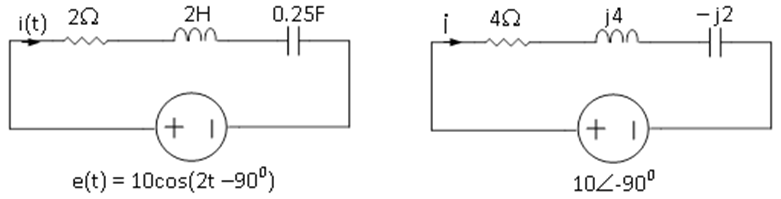 i(t) 2Ω 2H 0.25F
+ −
e(t) = 10cos(2t −90⁰)
i 4Ω j4 −j2
+ −
10∠-90⁰